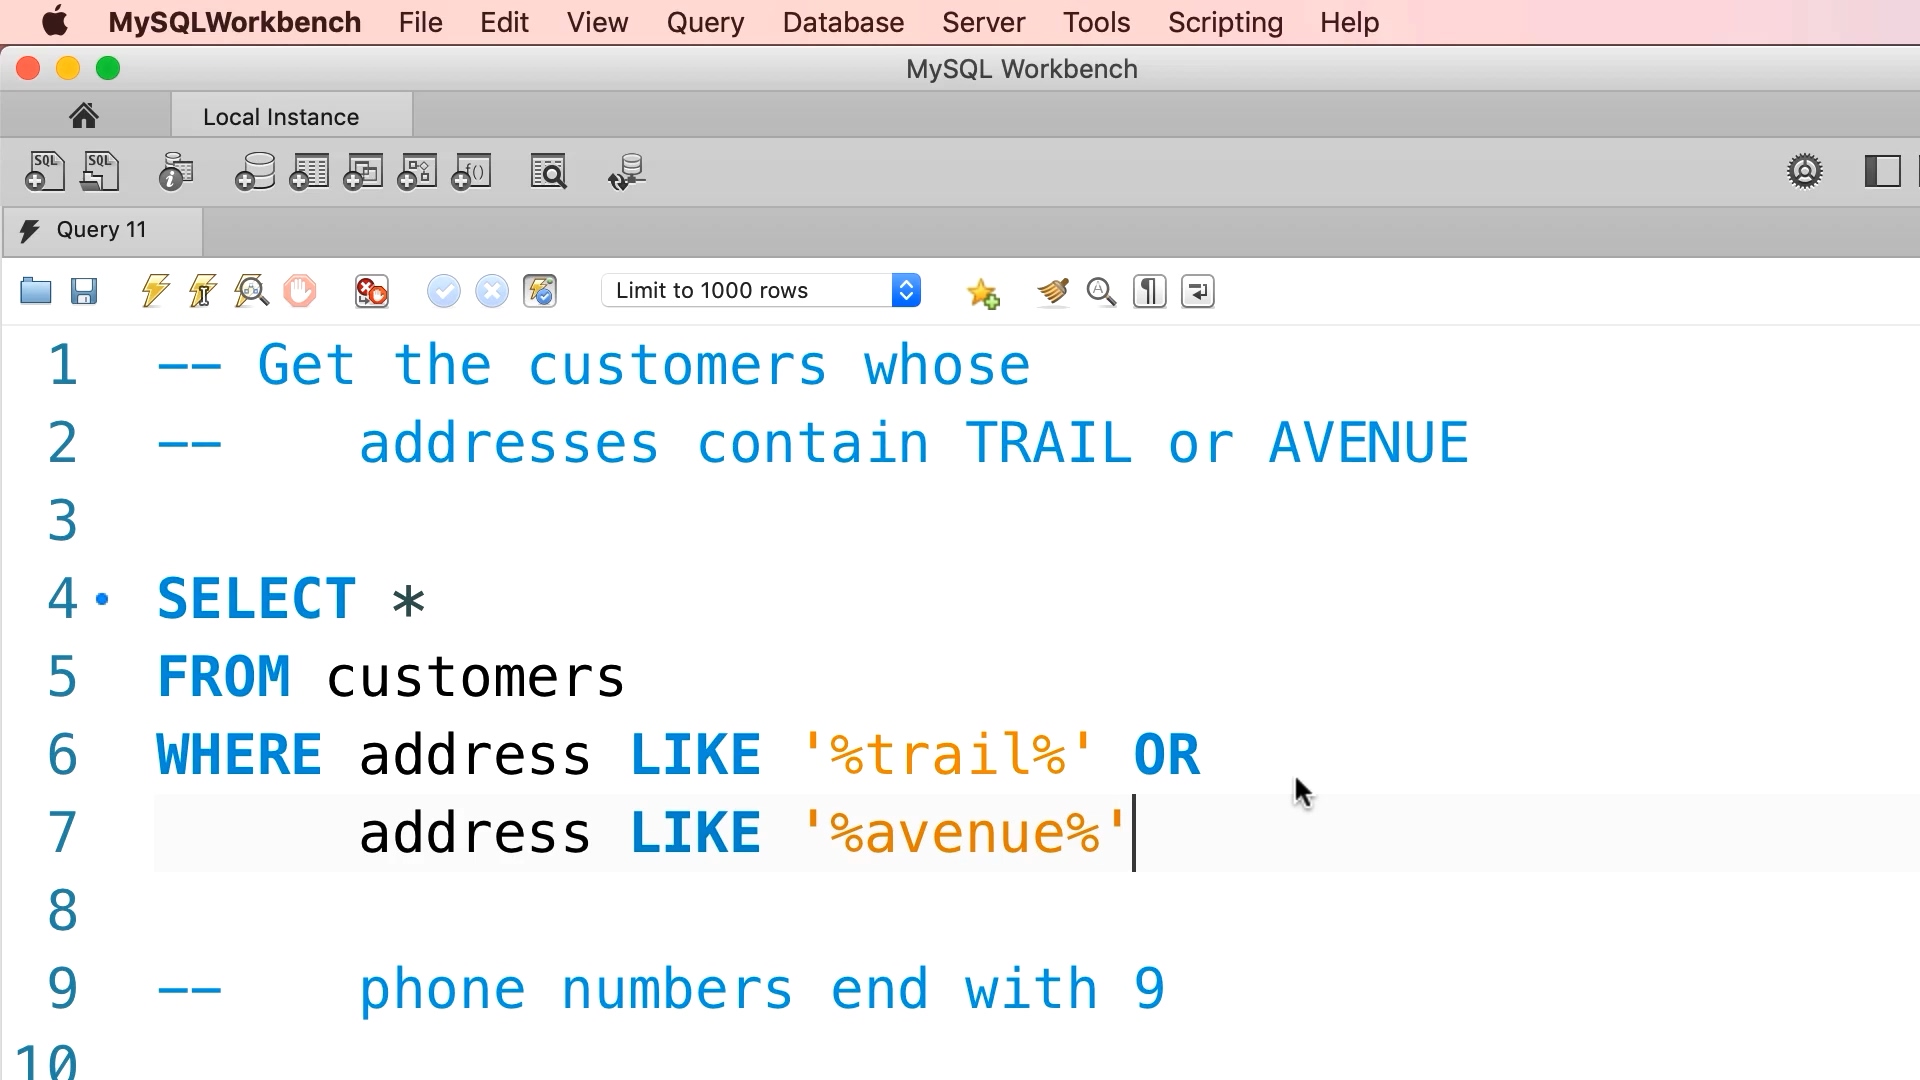 MySQLWorkbench File Edit View Query Database Server Tools Scripting Help
MySQL Workbench
Local Instance
SQL SQL
Query 11
Limit to 1000 rows
1 -- Get the customers whose
2 -- addresses contain TRAIL or AVENUE
3
4 SELECT *
5 FROM customers
6 WHERE address LIKE '%trail%' OR
7 address LIKE '%avenue%'
8
9 -- phone numbers end with 9
10